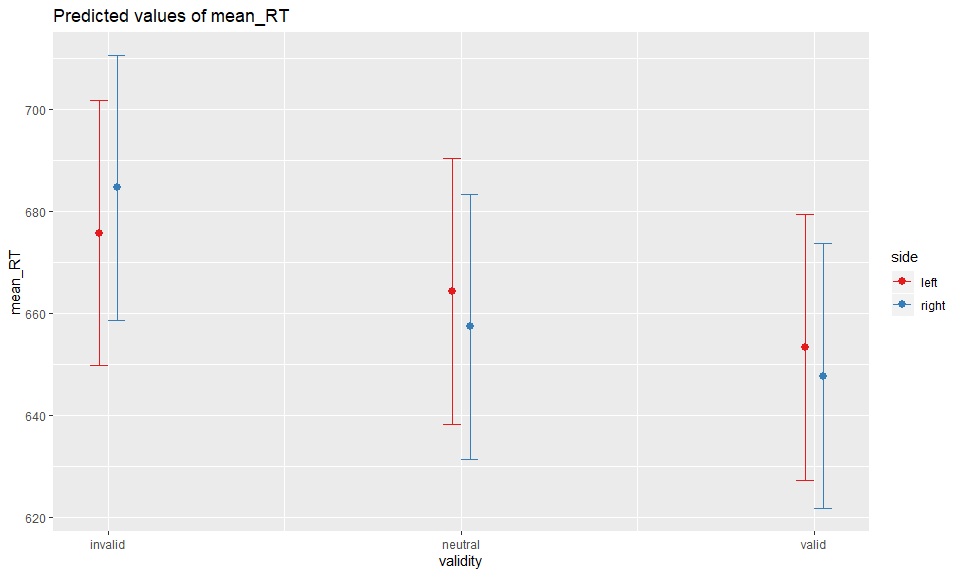 Predicted values of mean_RT
mean_RT
700
680
660
640
620
invalid
neutral
valid
validity
side
left
right